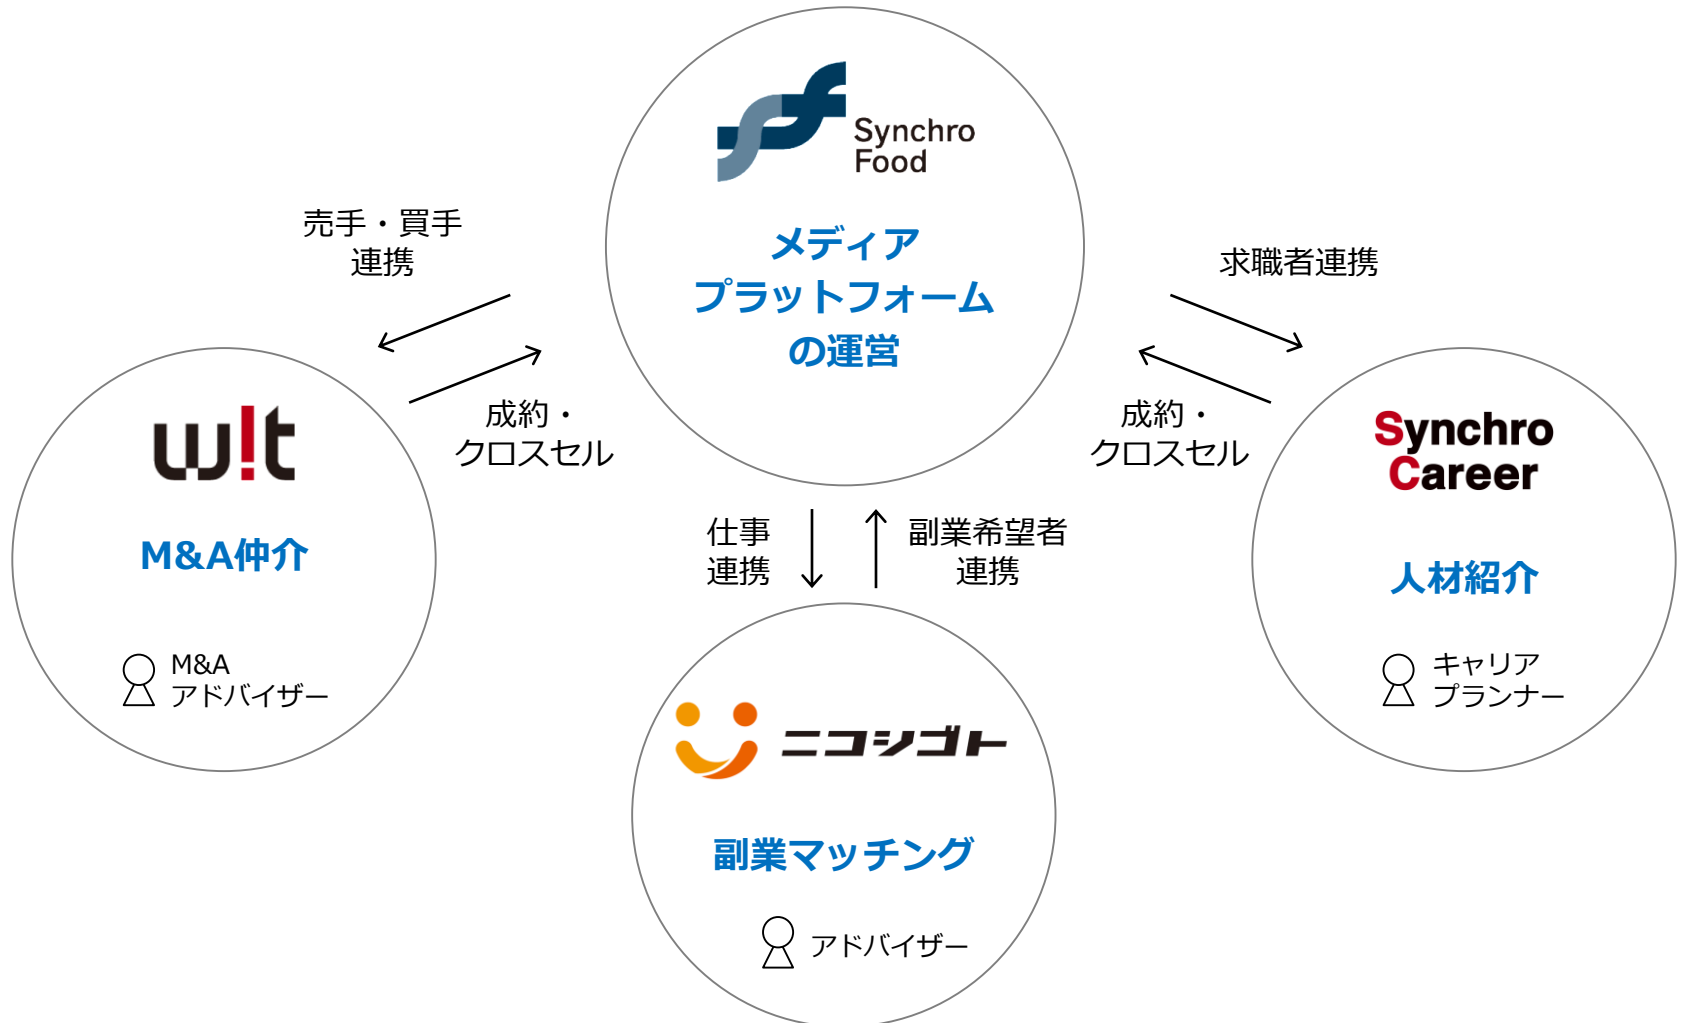 Synchro
Food
メディア
プラットフォーム
の運営
売手・買手
連携
求職者連携
成約・
クロスセル
成約・
クロスセル
w!t
M&A仲介
M&A
アドバイザー
Synchro
Career
人材紹介
キャリア
プランナー
仕事
連携
副業希望者
連携
ニコシゴト
副業マッチング
アドバイザー